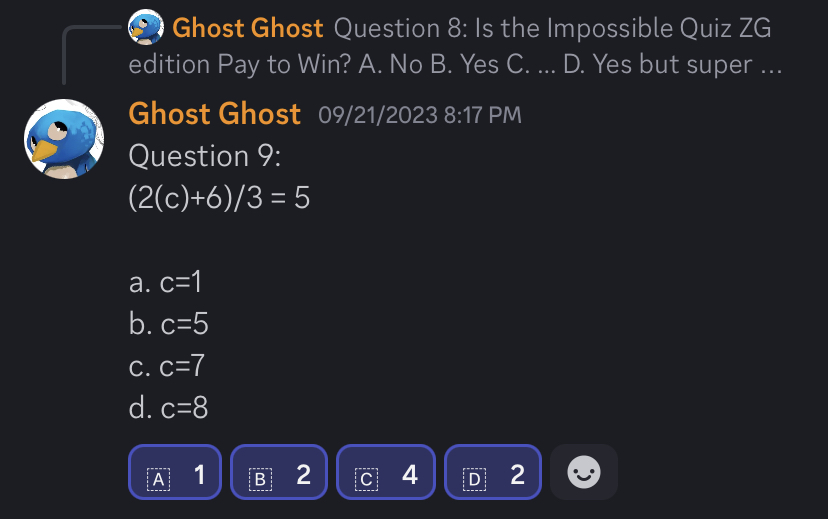 Ghost Ghost Question 8: Is the Impossible Quiz ZG
edition Pay to Win? A. No B. Yes C. ... D. Yes but super ...
Ghost Ghost 09/21/2023 8:17 PM
Question 9:
(2(c)+6)/3 = 5
a. c=1
b. c=5
c. c=7
d. c=8
A 1 B 2 C 4 D 2